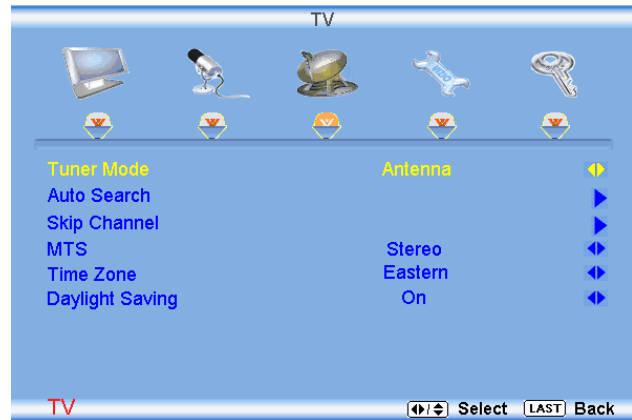 TV
Tuner Mode Antenna
Auto Search
Skip Channel
MTS Stereo
Time Zone Eastern
Daylight Saving On
TV Select LAST Back